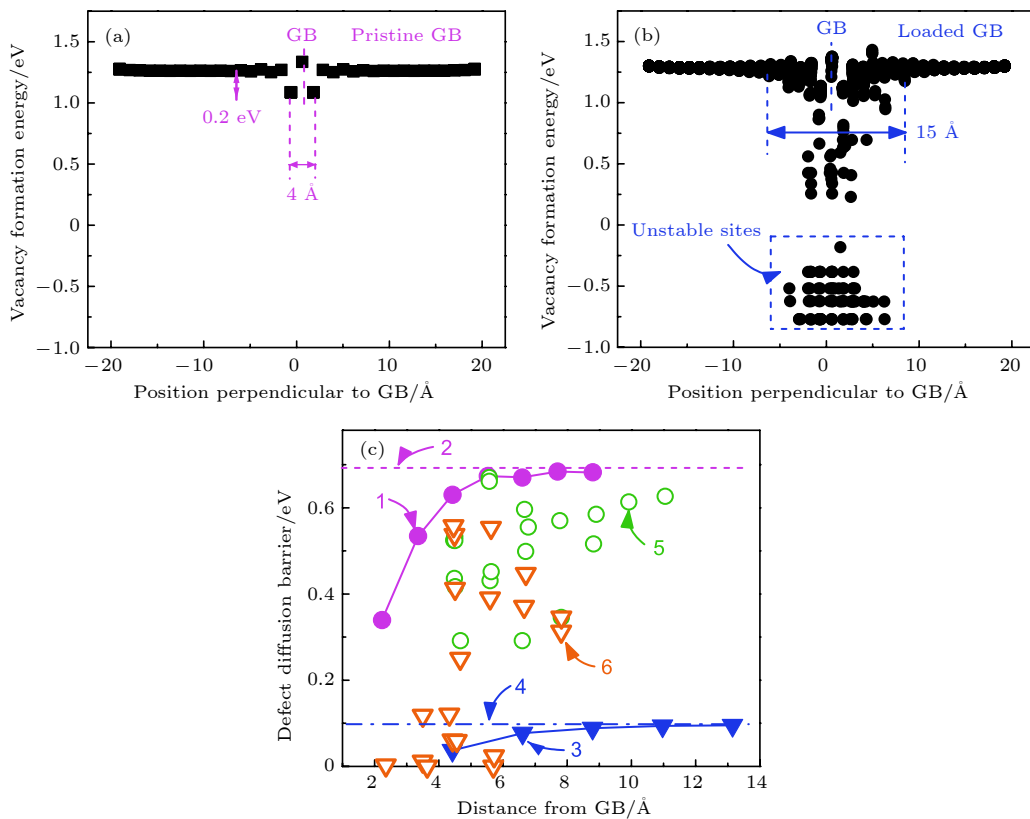 (a)
GB
Pristine GB
0.2 eV
4 Å
1.5
1.0
0.5
0
−0.5
−1.0
Vacancy formation energy/eV
−20
−10
0
10
20
Position perpendicular to GB/Å
(b)
GB
Loaded GB
15 Å
Unstable sites
1.5
1.0
0.5
0
−0.5
−1.0
Vacancy formation energy/eV
−20
−10
0
10
20
Position perpendicular to GB/Å
(c)
2
1
5
6
4
3
0.6
0.4
0.2
0
Defect diffusion barrier/eV
2
4
6
8
10
12
14
Distance from GB/Å